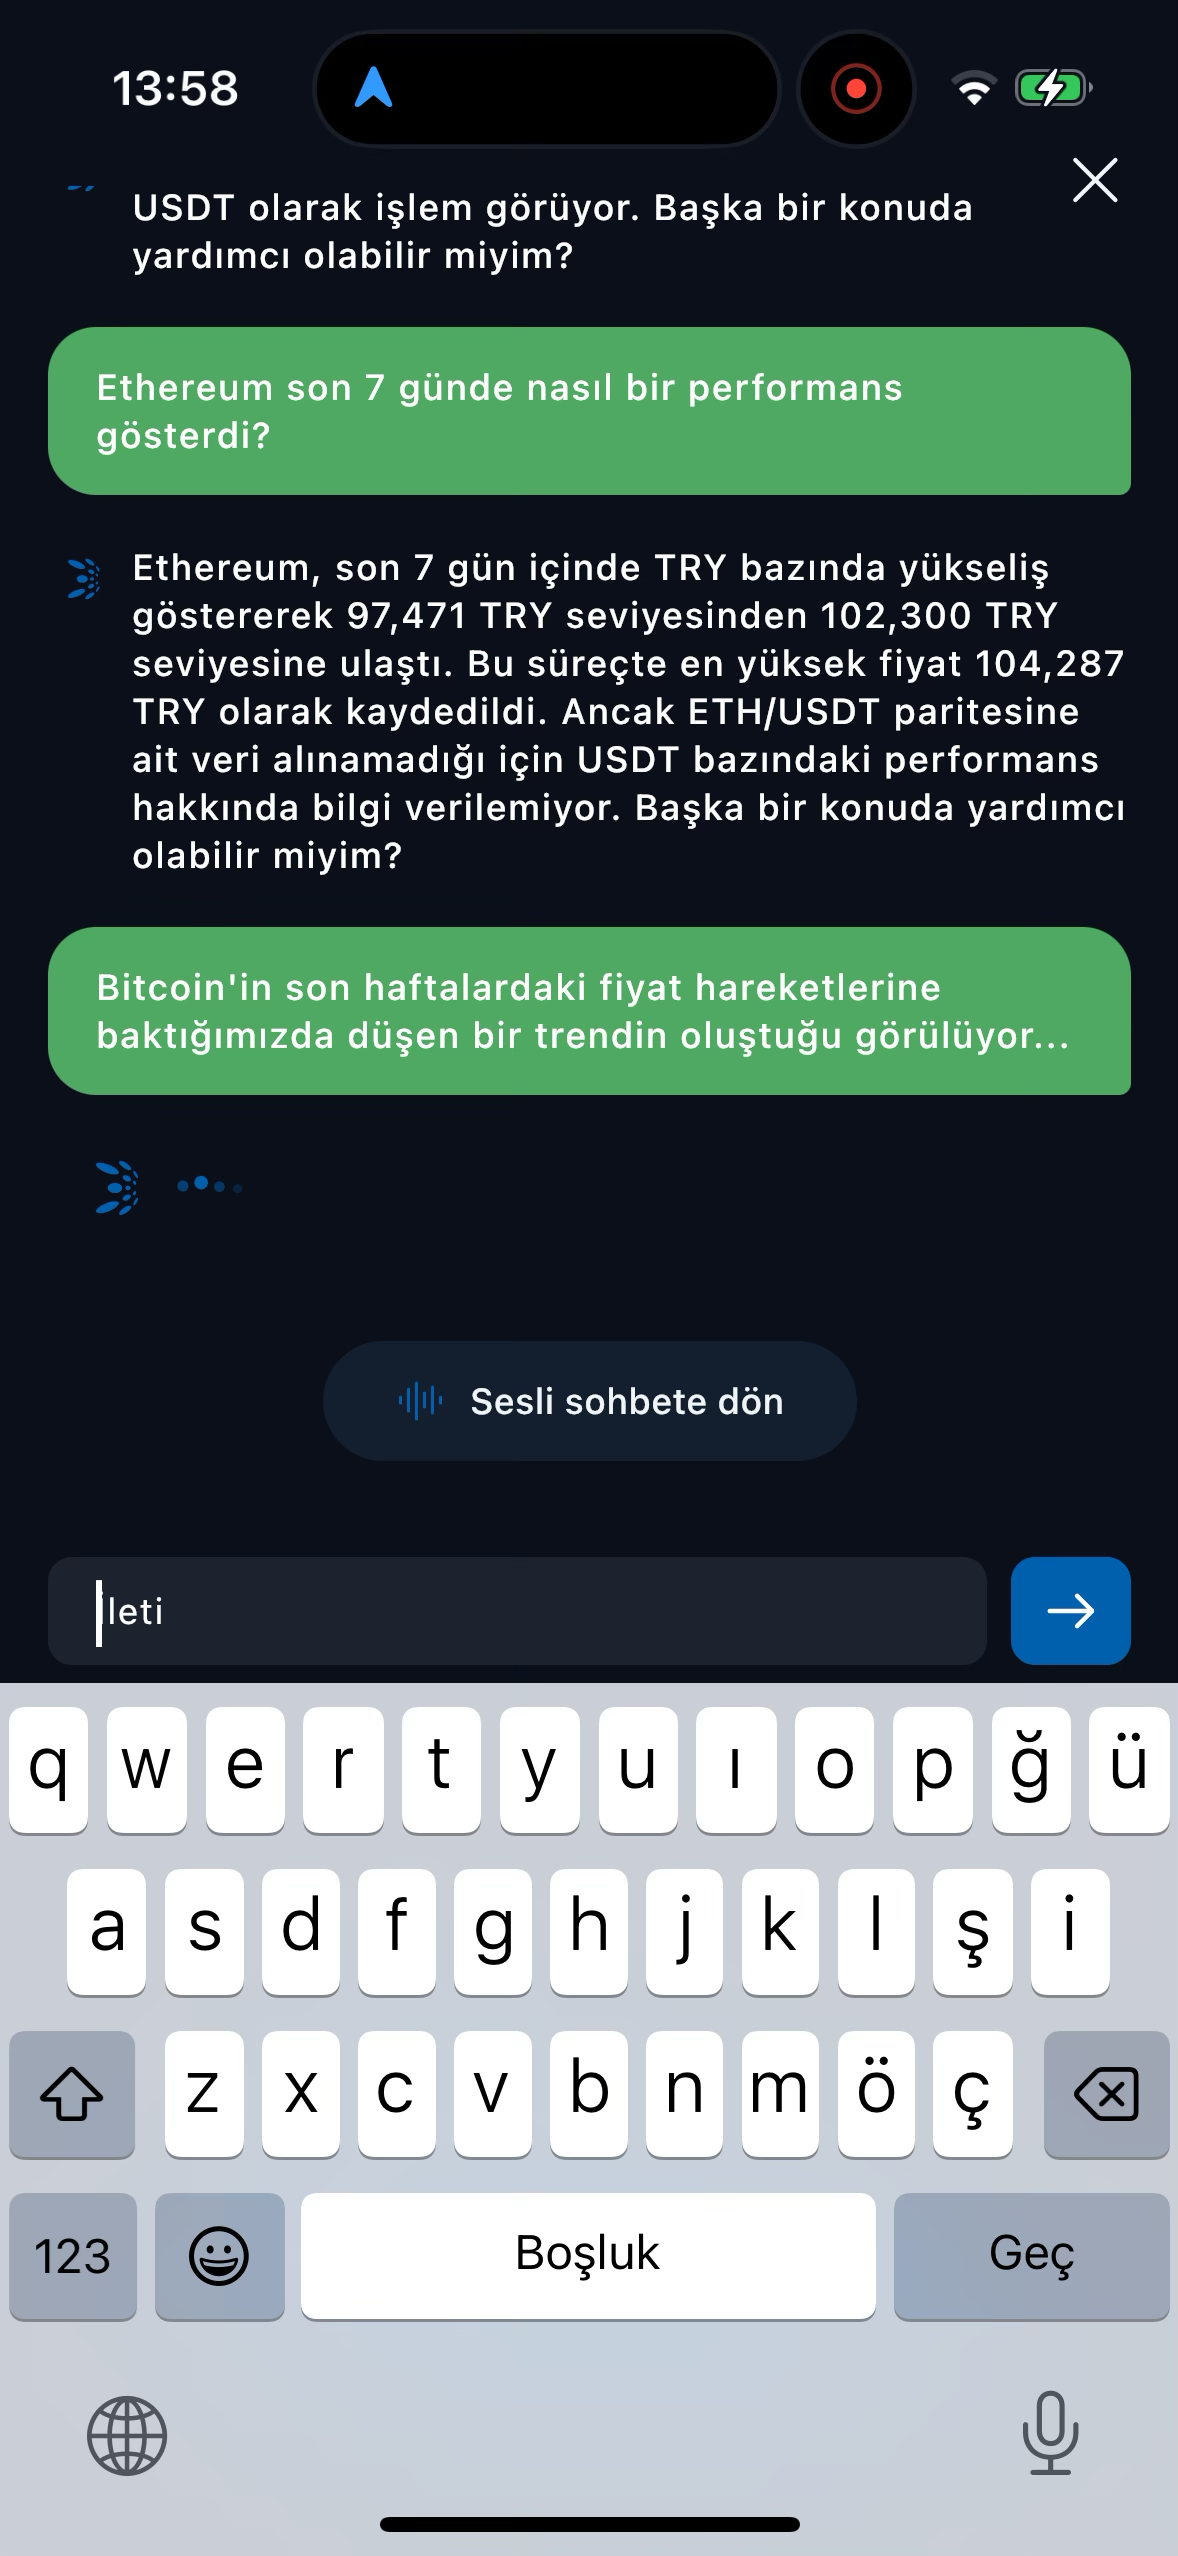 13:58
USDT olarak işlem görüyor. Başka bir konuda
yardımcı olabilir miyim?
Ethereum son 7 günde nasıl bir performans
gösterdi?
Ethereum, son 7 gün içinde TRY bazında yükseliş
göstererek 97,471 TRY seviyesinden 102,300 TRY
seviyesine ulaştı. Bu süreçte en yüksek fiyat 104,287
TRY olarak kaydedildi. Ancak ETH/USDT paritesine
ait veri alınamadığı için USDT bazındaki performans
hakkında bilgi verilemiyor. Başka bir konuda yardımcı
olabilir miyim?
Bitcoin'in son haftalardaki fiyat hareketlerine
baktığımızda düşen bir trendin oluştuğu görülüyor...
Sesli sohbete dön
İleti
q w e r t y u ı o p ğ ü
a s d f g h j k l ş i
z x c v b n m ö ç
123 Boşluk Geç